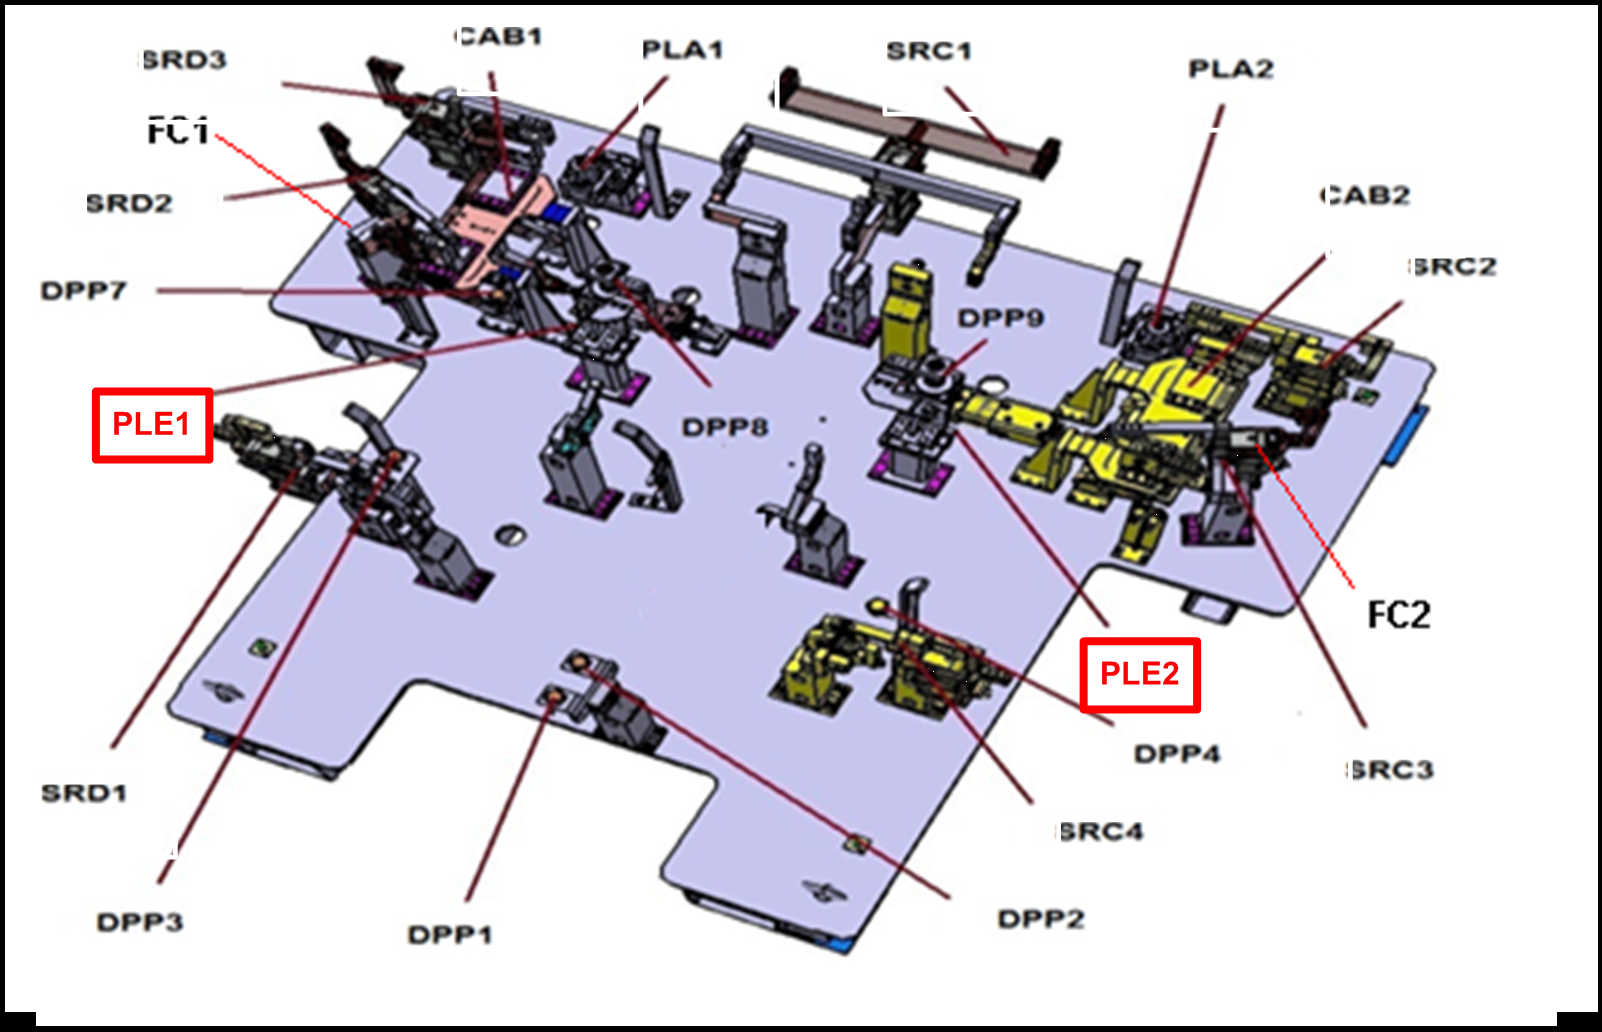 CAB1
PLA1
SRC1
SRD3
PLA2
FC1
CAB2
SRD2
SRC2
DPP7
DPP9
PLE1
DPP8
FC2
PLE2
DPP4
SRC3
SRD1
SRC4
DPP3
DPP2
DPP1